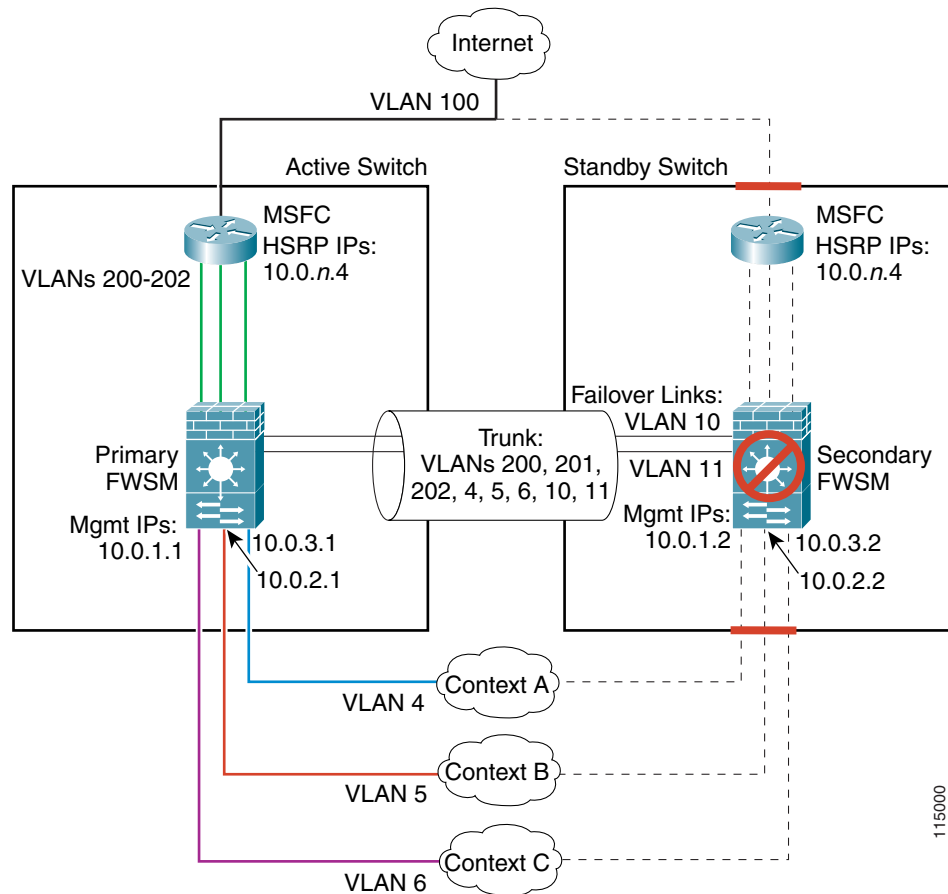 Internet
VLAN 100
Active Switch
Standby Switch
MSFC
HSRP IPs:
10.0.n.4
VLANs 200-202
MSFC
HSRP IPs:
10.0.n.4
Primary
FWSM
Mgmt IPs:
10.0.1.1
10.0.3.1
10.0.2.1
Trunk:
VLANs 200, 201,
202, 4, 5, 6, 10, 11
Failover Links:
VLAN 10
VLAN 11
Secondary
FWSM
Mgmt IPs:
10.0.1.2
10.0.3.2
10.0.2.2
Context A
VLAN 4
Context B
VLAN 5
Context C
VLAN 6
115000